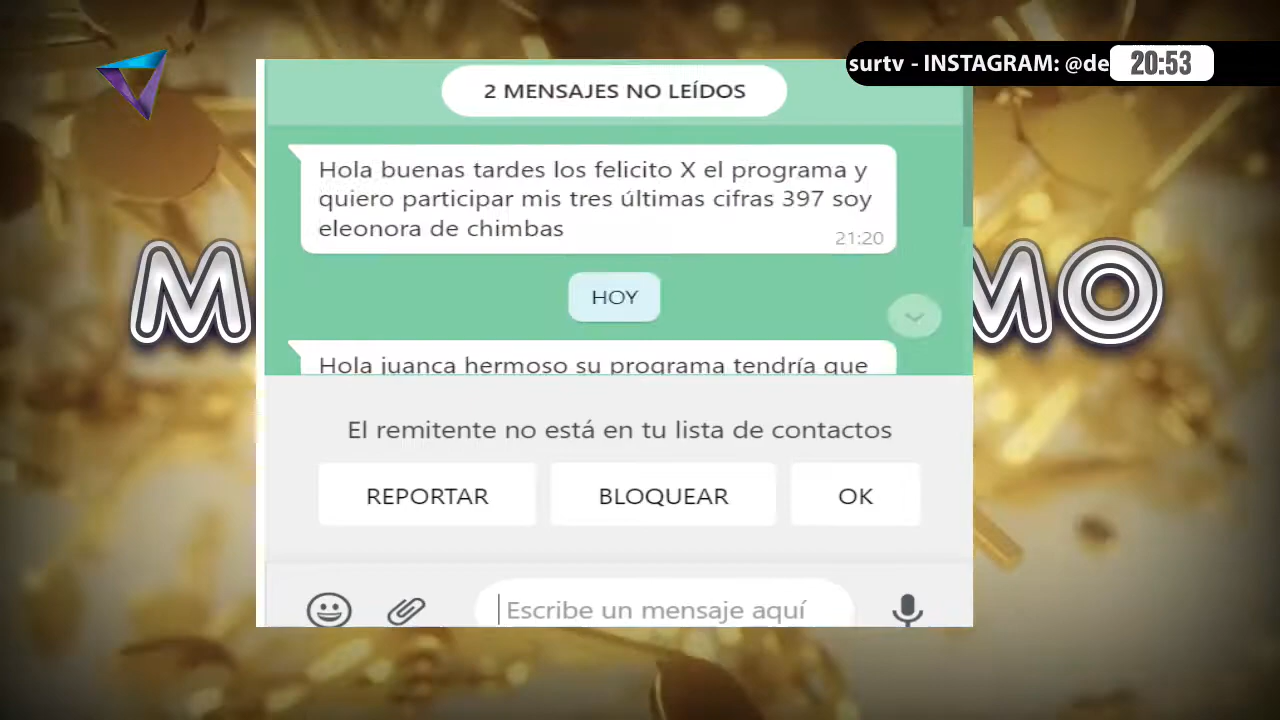 surtv - INSTAGRAM: @de
20:53
2 MENSAJES NO LEÍDOS
Hola buenas tardes los felicito X el programa y
quiero participar mis tres últimas cifras 397 soy
eleonora de chimbas
21:20
HOY
Hola juanca hermoso su programa tendría que
El remitente no está en tu lista de contactos
REPORTAR
BLOQUEAR
OK
Escribe un mensaje aquí